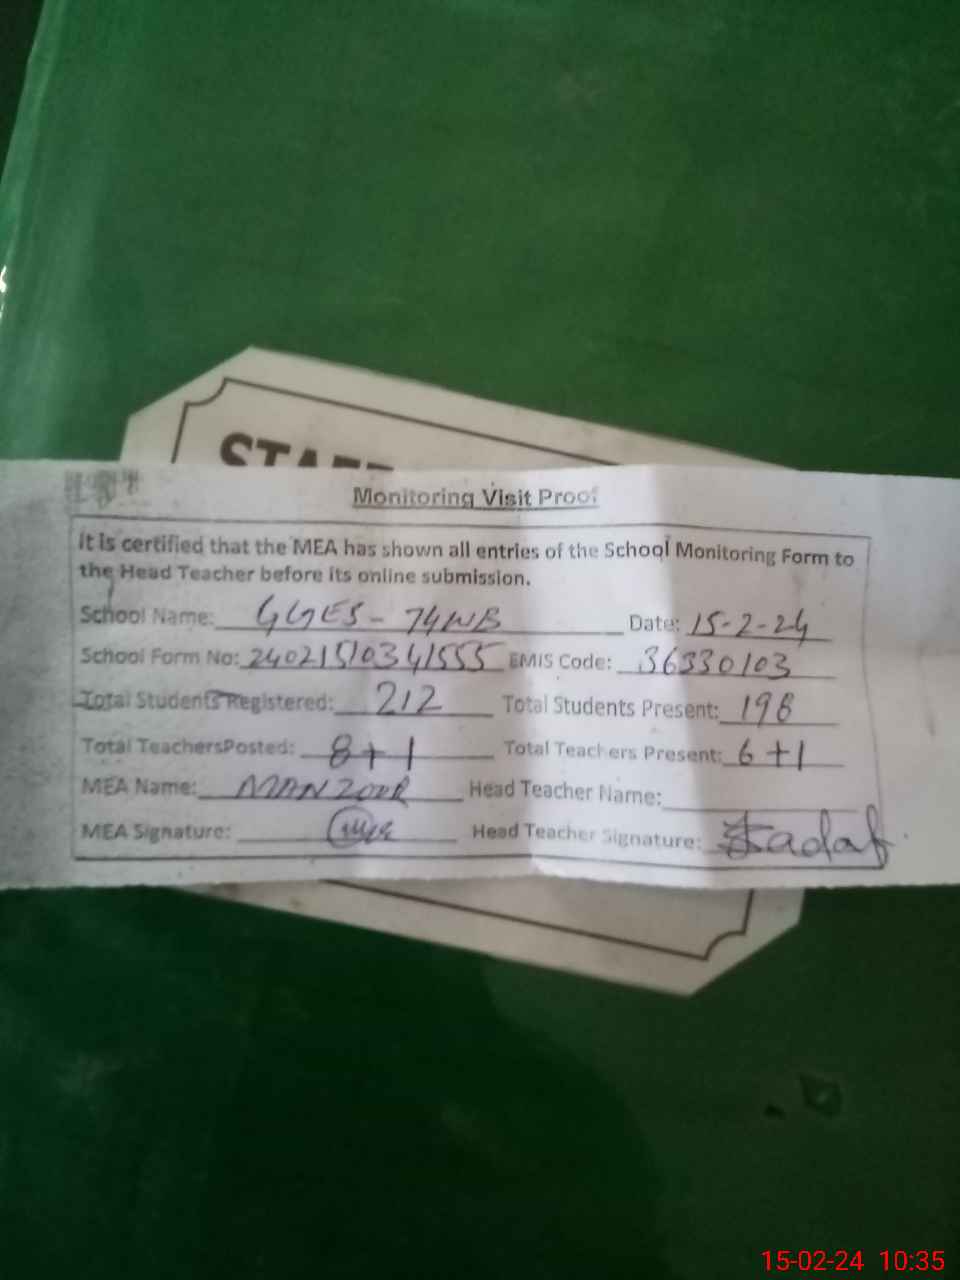 STAFF
Monitoring Visit Proof
It is certified that the MEA has shown all entries of the School Monitoring Form to
the Head Teacher before its online submission.
School Name: GGES - 74WB Date: 15-2-24
School Form No: 24021510341555 EMIS Code: 36330103
Total Students Registered: 212 Total Students Present: 198
Total TeachersPosted: 8+1 Total Teachers Present: 6+1
MEA Name: MANZOOR Head Teacher Name:
MEA Signature: Head Teacher Signature: Sadaf
15-02-24 10:35